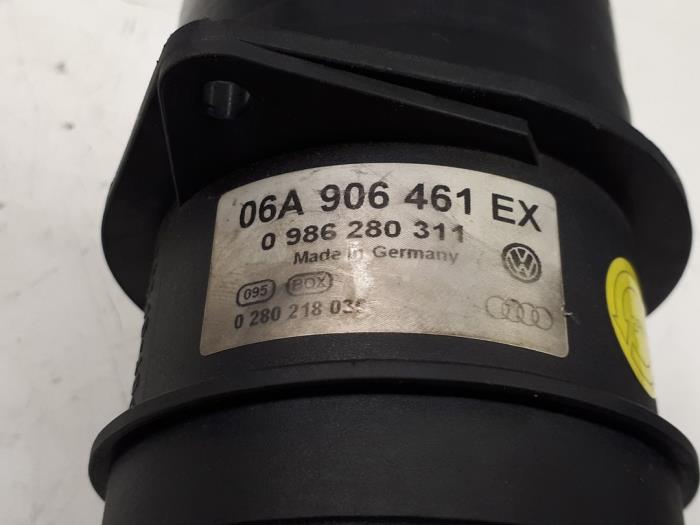 06A 906 461 EX
0 986 280 311
Made in Germany
095 BOX
0 280 218